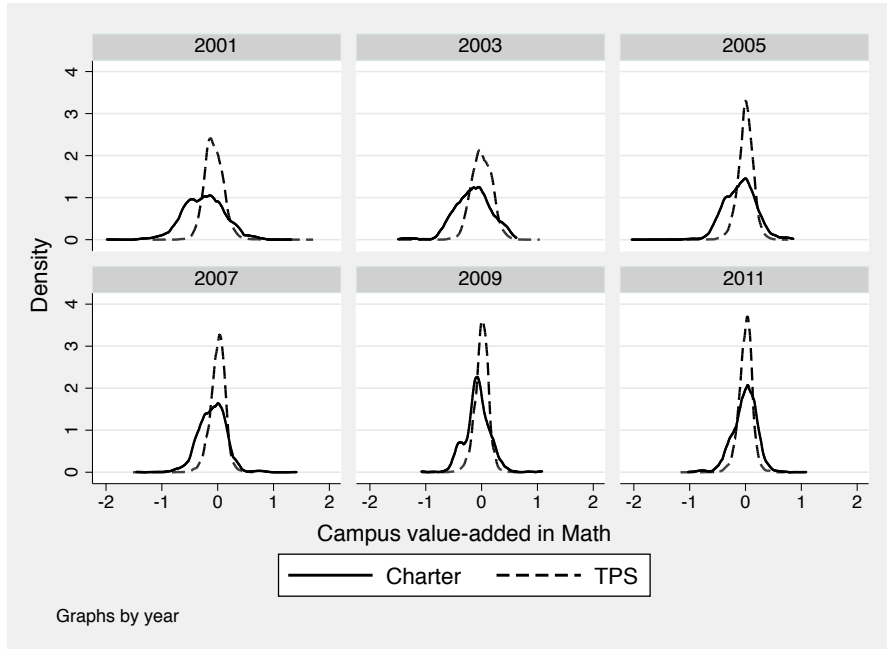 2001 2003 2005
4
3
2
1
0
Density
2007 2009 2011
4
3
2
1
0
-2 -1 0 1 2 -2 -1 0 1 2 -2 -1 0 1 2
Campus value-added in Math
Charter TPS
Graphs by year